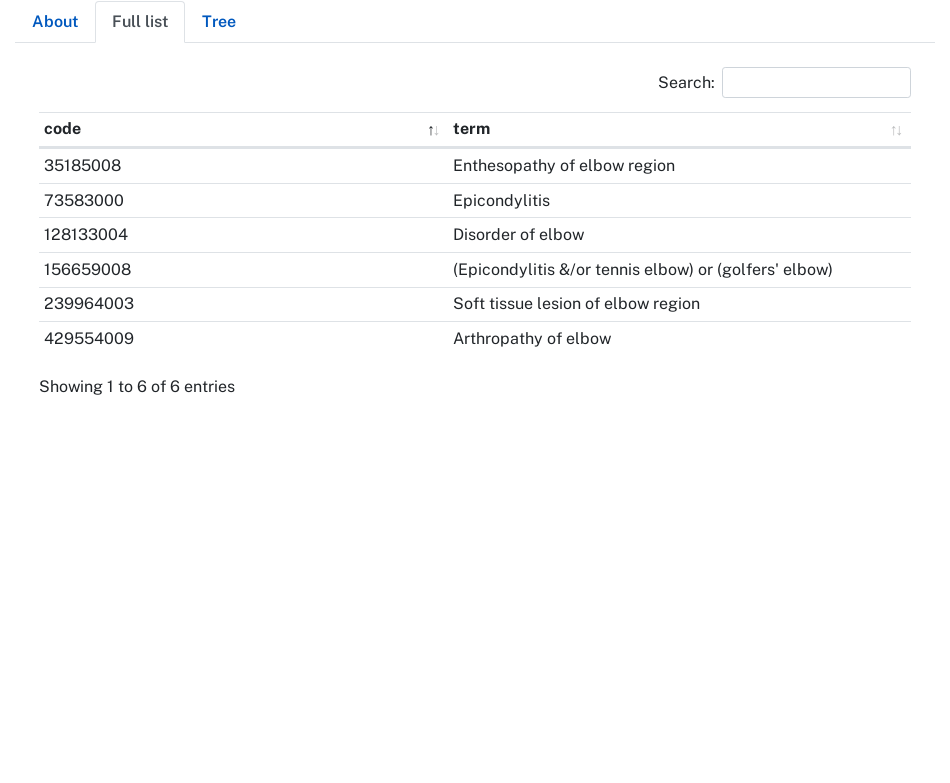 About Full list Tree
Search:
code term
35185008 Enthesopathy of elbow region
73583000 Epicondylitis
128133004 Disorder of elbow
156659008 (Epicondylitis &/or tennis elbow) or (golfers' elbow)
239964003 Soft tissue lesion of elbow region
429554009 Arthropathy of elbow
Showing 1 to 6 of 6 entries